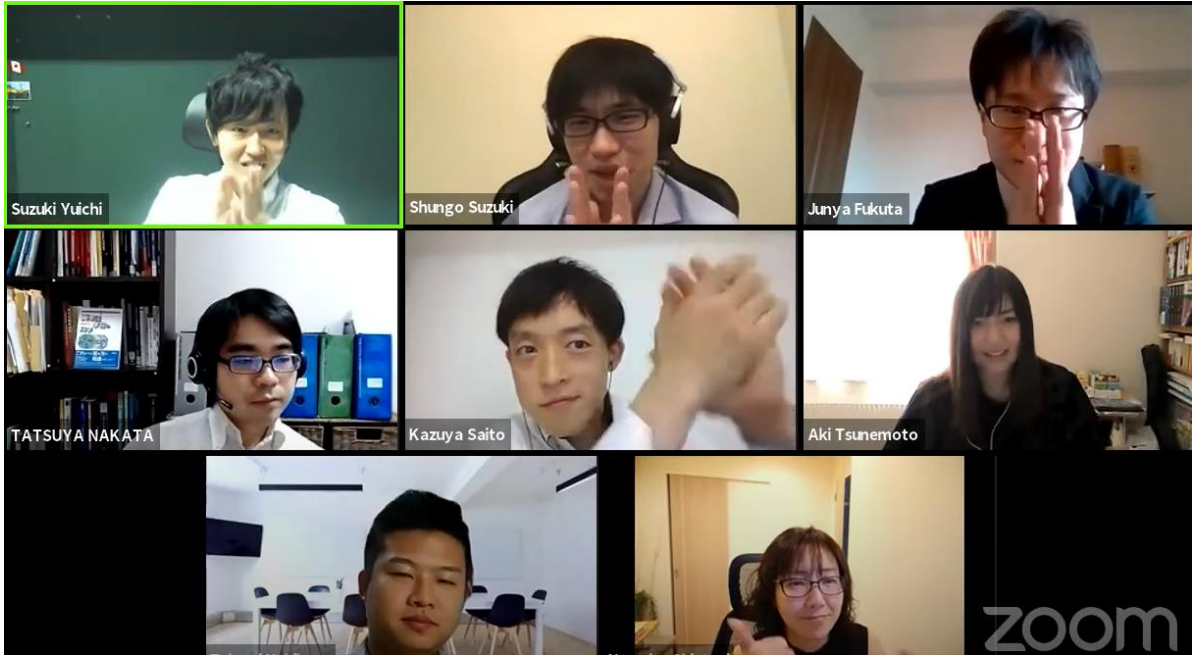 Suzuki Yuichi
Shungo Suzuki
Junya Fukuta
TATSUYA NAKATA
Kazuya Saito
Aki Tsunemoto
zoom